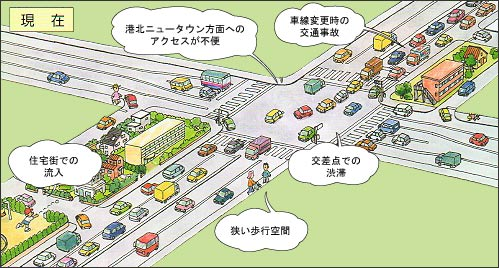 現在
港北ニュータウン方面への
アクセスが不便
車線変更時の
交通事故
住宅街での
流入
交差点での
渋滞
狭い歩行空間